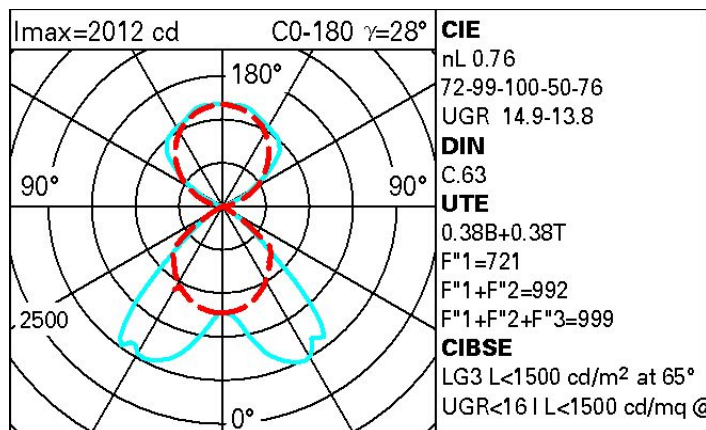 Imax=2012 cd C0-180 γ=28°
180°
90° 90°
2500
0°
CIE
nL 0.76
72-99-100-50-76
UGR 14.9-13.8
DIN
C.63
UTE
0.38B+0.38T
F"1=721
F"1+F"2=992
F"1+F"2+F"3=999
CIBSE
LG3 L<1500 cd/m² at 65°
UGR<16 | L<1500 cd/mq @